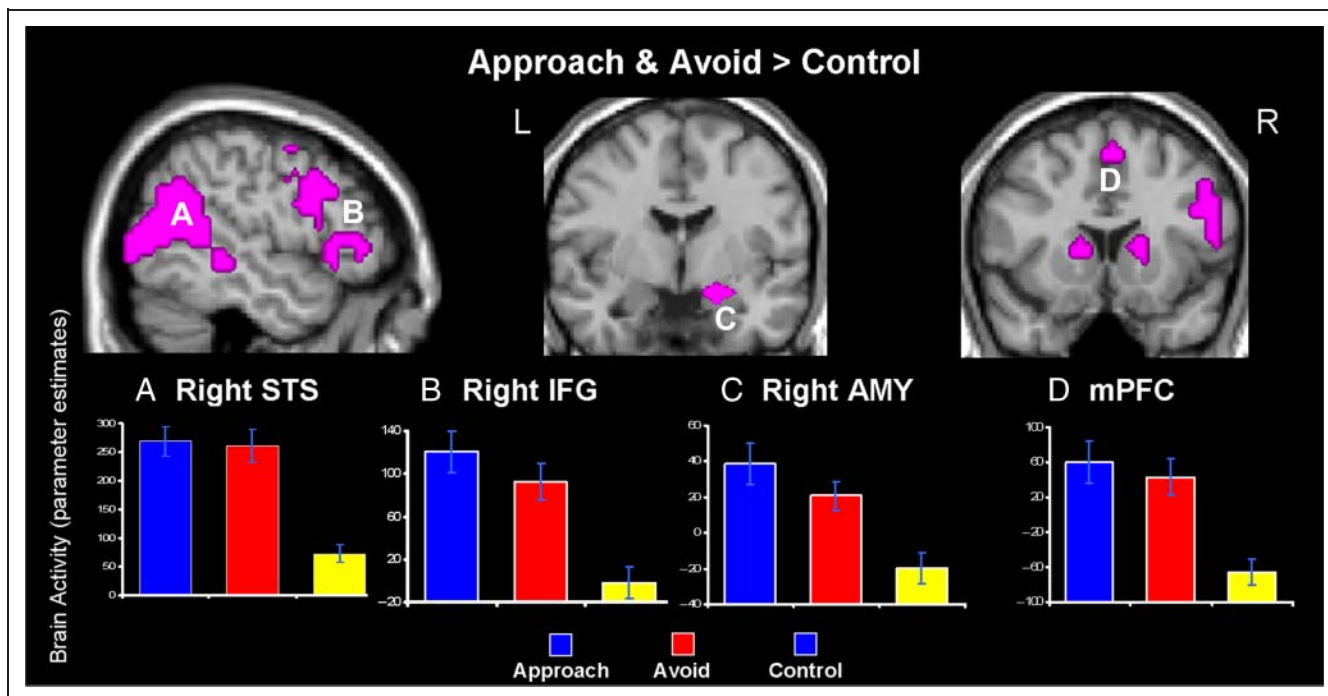 Approach & Avoid > Control
L
R
A
B
C
D
Brain Activity (parameter estimates)
A Right STS
B Right IFG
C Right AMY
D mPFC
300
250
200
150
100
50
0
140
100
60
20
−20
60
40
20
0
−20
−40
100
60
20
−20
−60
−100
Approach
Avoid
Control